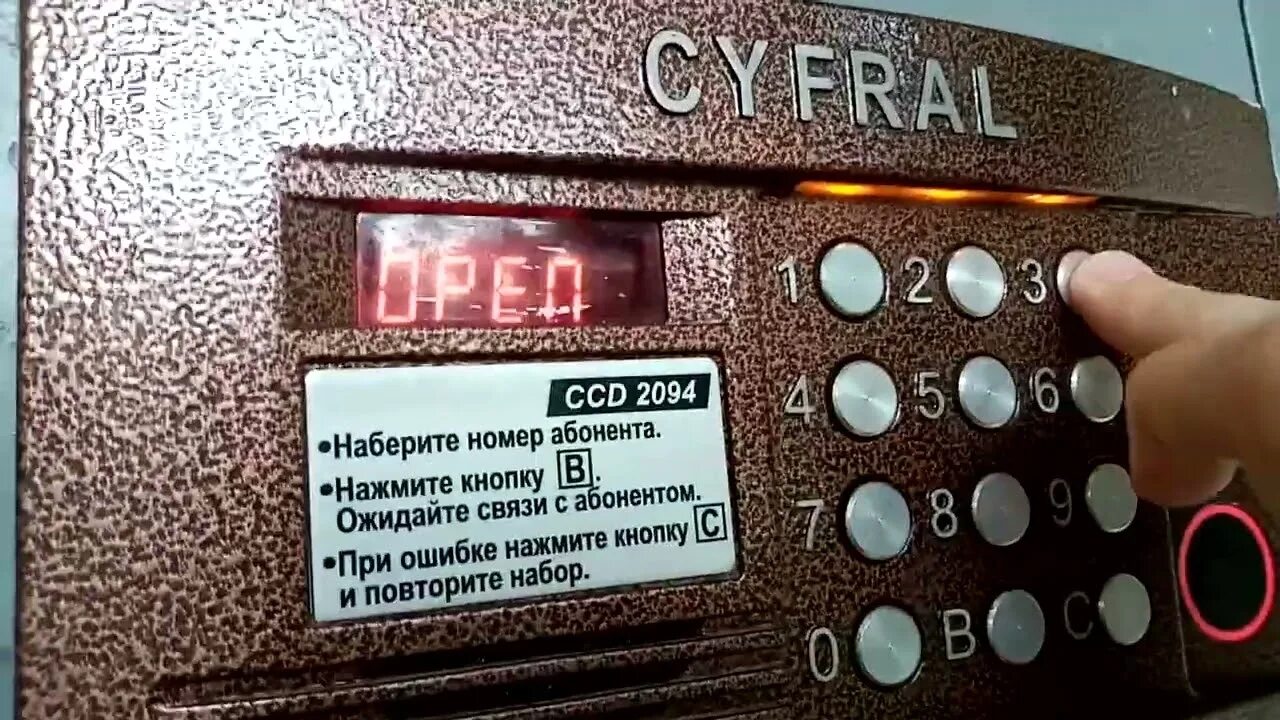 CYFRAL
OPEN
1 2 3
CCD 2094
•Наберите номер абонента.
•Нажмите кнопку B.
Ожидайте связи с абонентом.
•При ошибке нажмите кнопку C
и повторите набор.
4 5 6
7 8 9
0 B C